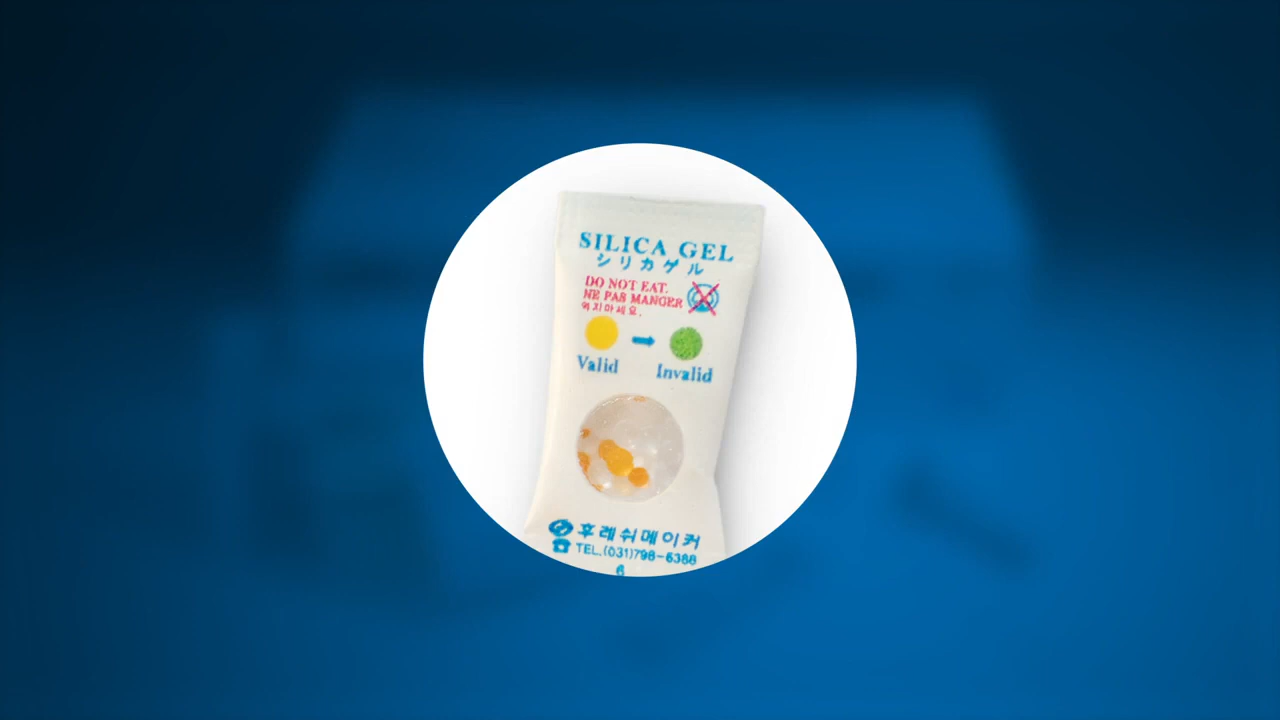 SILICA GEL
シリカゲル
DO NOT EAT.
NE PAS MANGER
먹지마세요.
Valid
Invalid
후레쉬메이커
TEL.(031)798-6388
6